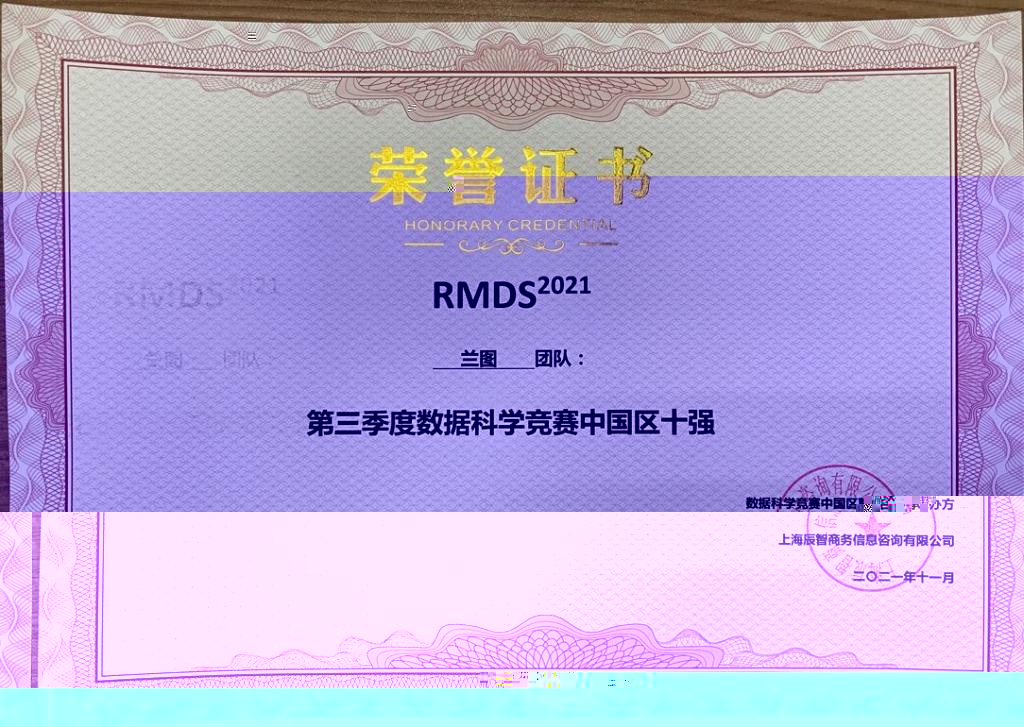 荣誉证书
HONORARY CREDENTIAL
RMDS2021
兰图 团队：
第三季度数据科学竞赛中国区十强
数据科学竞赛中国区 办方
上海辰智商务信息咨询有限公司
二〇二一年十一月